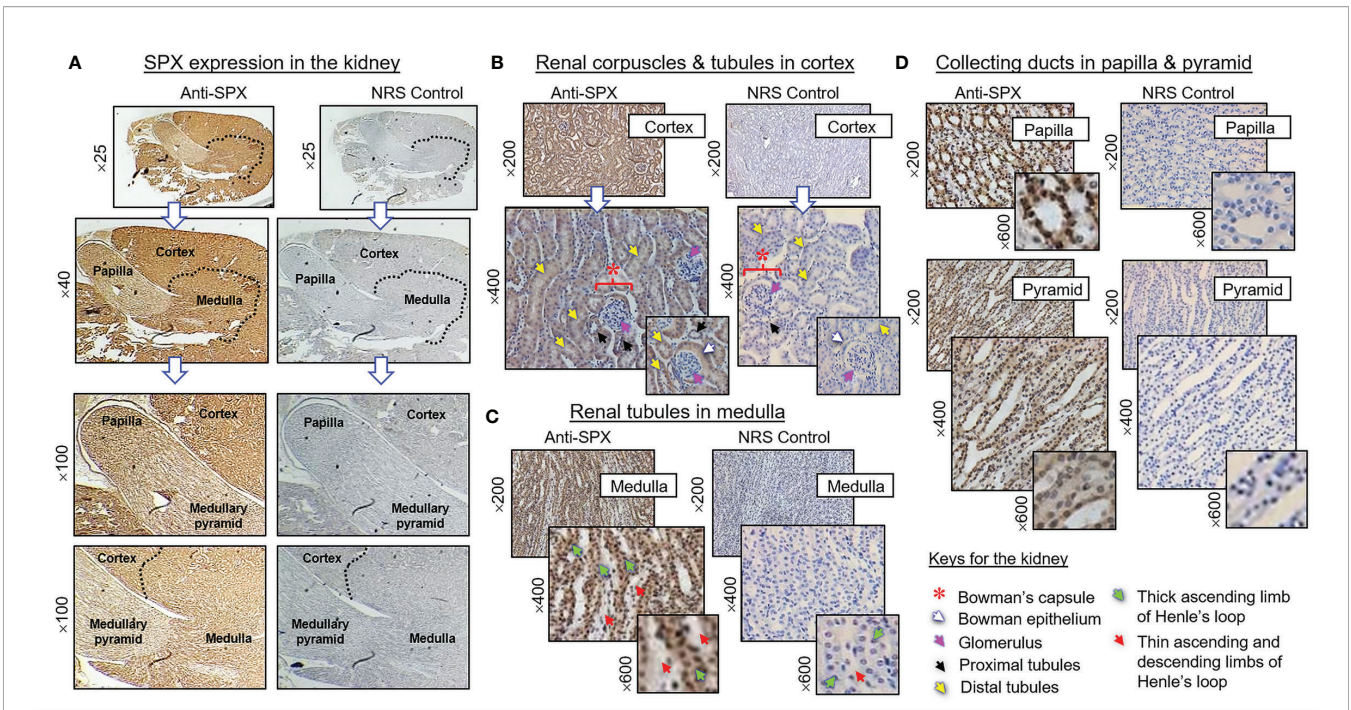 A
SPX expression in the kidney
Anti-SPX
NRS Control
×25
×25
×40
Cortex
Papilla
Medulla
Cortex
Papilla
Medulla
×100
Papilla
Cortex
Medullary
pyramid
Papilla
Cortex
Medullary
pyramid
×100
Cortex
Medullary
pyramid
Medulla
Cortex
Medullary
pyramid
Medulla
B
Renal corpuscles & tubules in cortex
Anti-SPX
NRS Control
×200
Cortex
×200
Cortex
×400
*
×400
*
C
Renal tubules in medulla
Anti-SPX
NRS Control
×200
Medulla
×200
Medulla
×400
×600
×400
×600
D
Collecting ducts in papilla & pyramid
Anti-SPX
NRS Control
×200
Papilla
×600
×200
Papilla
×600
×200
Pyramid
×400
×600
×200
Pyramid
×400
×600
Keys for the kidney
* Bowman's capsule
Bowman epithelium
Glomerulus
Proximal tubules
Distal tubules
Thick ascending limb
of Henle's loop
Thin ascending and
descending limbs of
Henle's loop